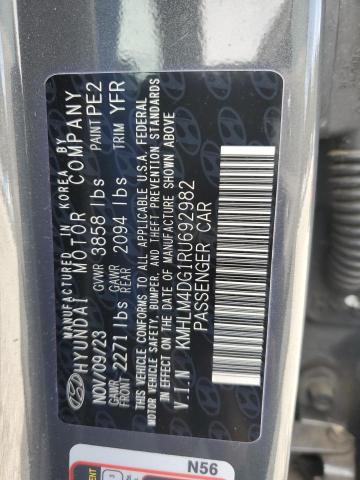 MANUFACTURED IN KOREA BY
HYUNDAI MOTOR COMPANY
NOV/09/23 GVWR 3858 lbs PAINT PE2
GAWR FRONT 2271 lbs GAWR REAR 2094 lbs TRIM YFR
THIS VEHICLE CONFORMS TO ALL APPLICABLE U.S.A. FEDERAL
MOTOR VEHICLE SAFETY, BUMPER, AND THEFT PREVENTION STANDARDS
IN EFFECT ON THE DATE OF MANUFACTURE SHOWN ABOVE
V.I.N KMHLM4DG1RU692982
PASSENGER CAR
N56